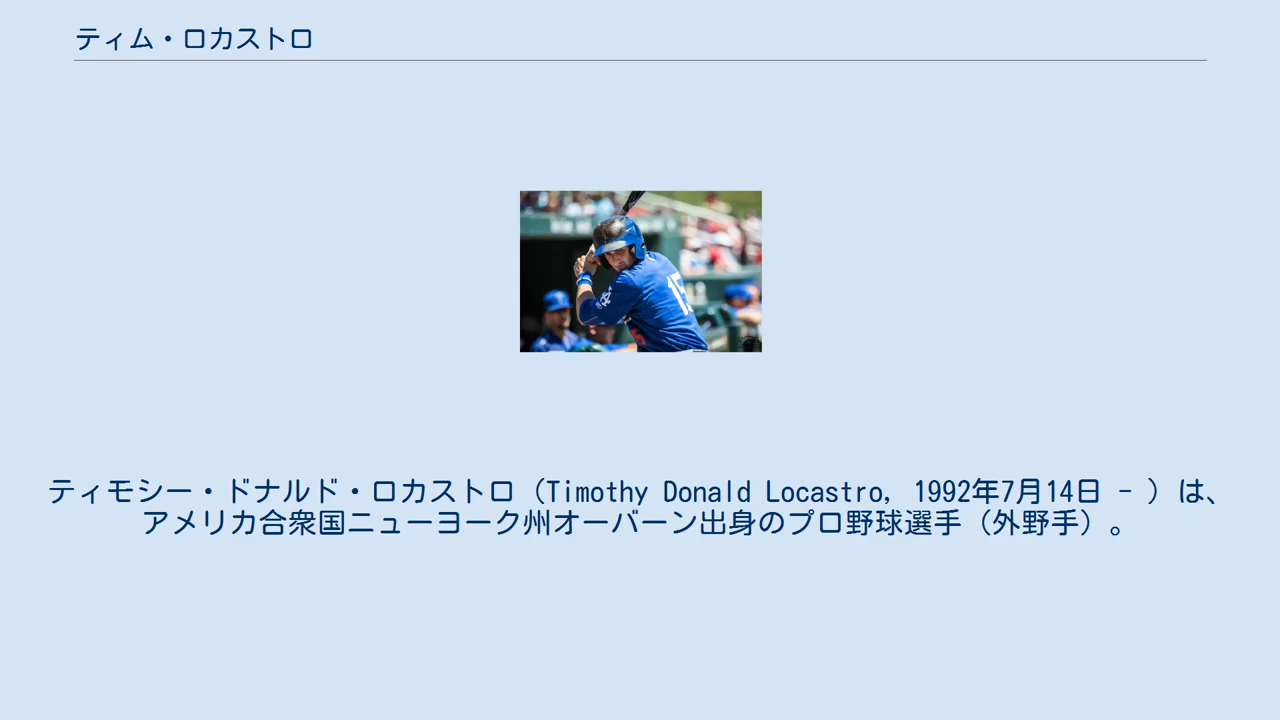 ティム・ロカストロ
15
ティモシー・ドナルド・ロカストロ（Timothy Donald Locastro, 1992年7月14日 - ）は、
アメリカ合衆国ニューヨーク州オーバーン出身のプロ野球選手（外野手）。